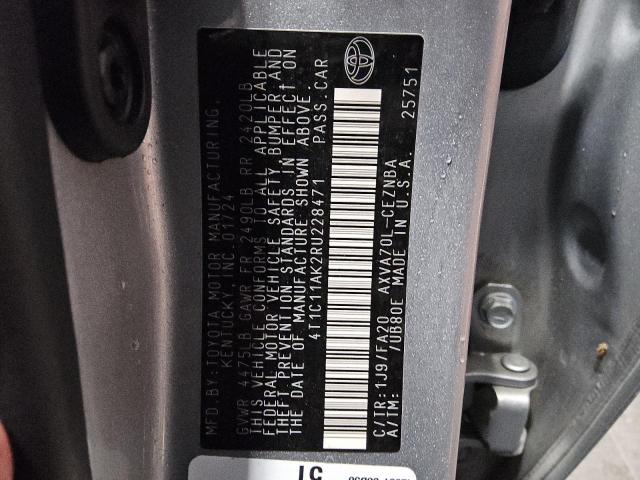 MFD.BY:TOYOTA MOTOR MANUFACTURING,
KENTUCKY, INC. 01/24
GVWR 4475LB GAWR FR 2490LB RR 2420LB
THIS VEHICLE CONFORMS TO ALL APPLICABLE
FEDERAL MOTOR VEHICLE SAFETY, BUMPER AND
THEFT PREVENTION STANDARDS IN EFFECT ON
THE DATE OF MANUFACTURE SHOWN ABOVE.
4T1C11AK2RU228471 PASS.CAR
C/TR:1J9/FA20 AXVA70L-CEZNBA
A/TM: /UB80E MADE IN U.S.A. 25751